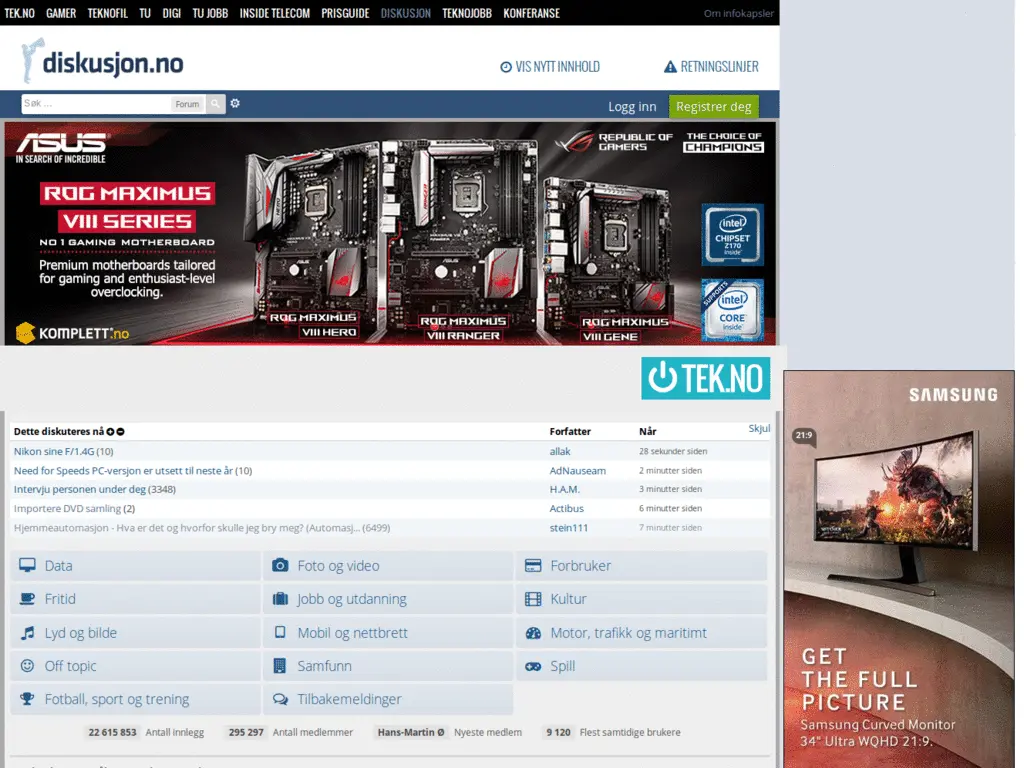 TEK.NO GAMER TEKNOFIL TU DIGI TU JOBB INSIDE TELECOM PRISGUIDE DISKUSJON TEKNOJOBB KONFERANSE Om infokapsler
diskusjon.no
VIS NYTT INNHOLD RETNINGSLINJER
Søk ... Forum
Logg inn Registrer deg
ASUS
IN SEARCH OF INCREDIBLE
REPUBLIC OF GAMERS
THE CHOICE OF CHAMPIONS
ROG MAXIMUS
VIII SERIES
NO 1 GAMING MOTHERBOARD
Premium motherboards tailored
for gaming and enthusiast-level
overclocking.
intel
CHIPSET
Z170
inside
SUPPORTS
intel
CORE
inside
ROG MAXIMUS
VIII HERO
ROG MAXIMUS
VIII RANGER
ROG MAXIMUS
VIII GENE
KOMPLETT.no
TEK.NO
SAMSUNG
21:9
Dette diskuteres nå Forfatter Når Skjul
Nikon sine F/1.4G (10) allak 28 sekunder siden
Need for Speeds PC-versjon er utsett til neste år (10) AdNauseam 2 minutter siden
Intervju personen under deg (3348) H.A.M. 3 minutter siden
Importere DVD samling (2) Actibus 6 minutter siden
Hjemmeautomasjon - Hva er det og hvorfor skulle jeg bry meg? (Automasj... (6499) stein111 7 minutter siden
Data Foto og video Forbruker
Fritid Jobb og utdanning Kultur
Lyd og bilde Mobil og nettbrett Motor, trafikk og maritimt
Off topic Samfunn Spill
Fotball, sport og trening Tilbakemeldinger
22 615 853 Antall innlegg 295 297 Antall medlemmer Hans-Martin Ø Nyeste medlem 9 120 Flest samtidige brukere
GET
THE FULL
PICTURE
Samsung Curved Monitor
34" Ultra WQHD 21:9.